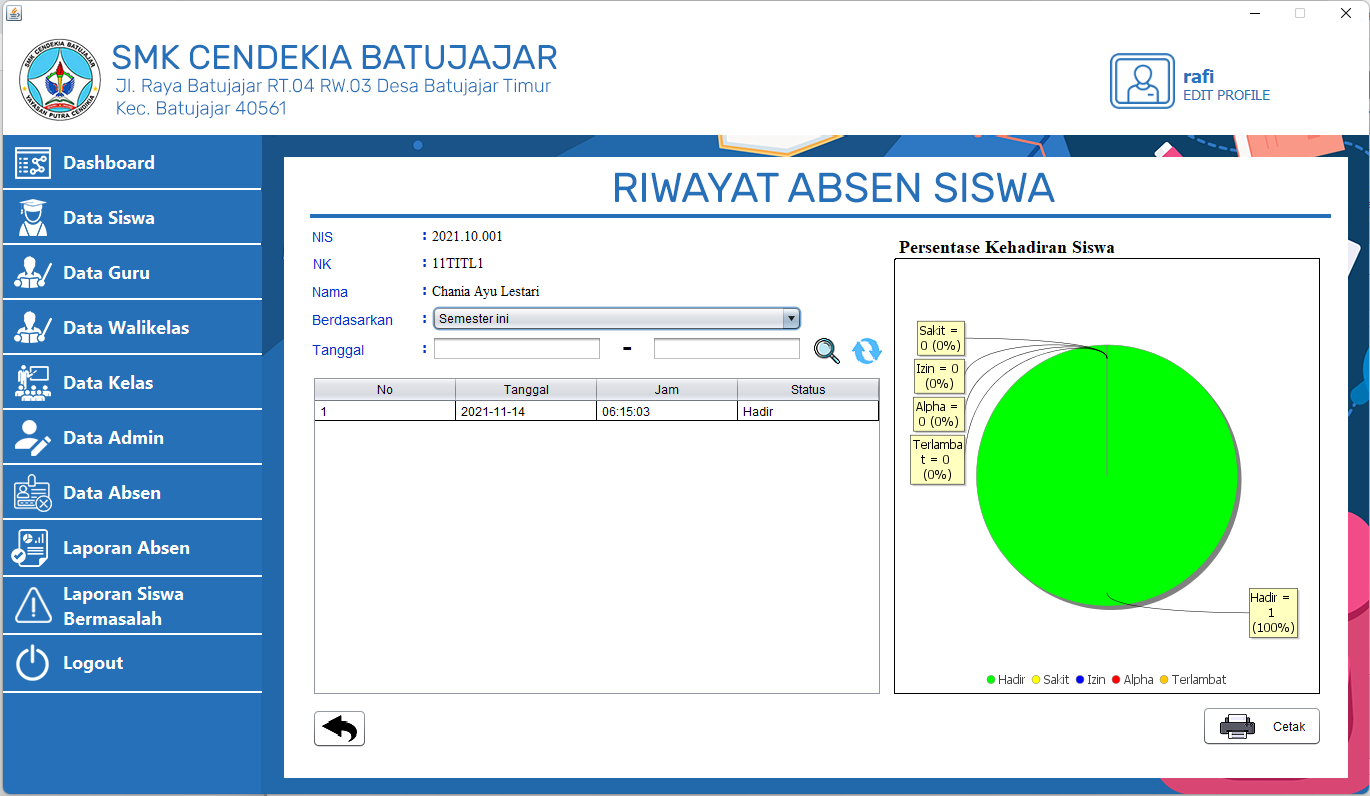 SMK CENDEKIA BATUJAJAR
Jl. Raya Batujajar RT.04 RW.03 Desa Batujajar Timur
Kec. Batujajar 40561
SMK CENDEKIA BATUJAJAR
YAYASAN PUTRA CENDIKIA
rafi
EDIT PROFILE
Dashboard
Data Siswa
Data Guru
Data Walikelas
Data Kelas
Data Admin
Data Absen
Laporan Absen
Laporan Siswa
Bermasalah
Logout
RIWAYAT ABSEN SISWA
NIS : 2021.10.001
NK : 11TITL1
Nama : Chania Ayu Lestari
Berdasarkan : Semester ini
Tanggal : -
No Tanggal Jam Status
1 2021-11-14 06:15:03 Hadir
Persentase Kehadiran Siswa
Sakit =
0 (0%)
Izin = 0
(0%)
Alpha =
0 (0%)
Terlamba
t = 0
(0%)
Hadir =
1
(100%)
Hadir Sakit Izin Alpha Terlambat
Cetak